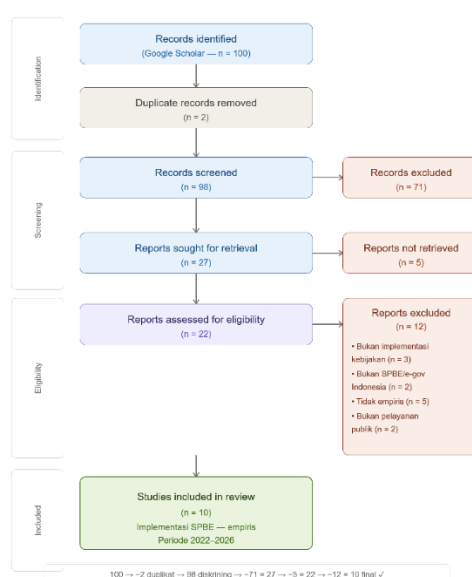 Identification
Records identified
(Google Scholar — n = 100)
Duplicate records removed
(n = 2)
Screening
Records screened
(n = 98)
Records excluded
(n = 71)
Reports sought for retrieval
(n = 27)
Reports not retrieved
(n = 5)
Eligibility
Reports assessed for eligibility
(n = 22)
Reports excluded
(n = 12)
• Bukan implementasi
kebijakan (n = 3)
• Bukan SPBE/e-gov
Indonesia (n = 2)
• Tidak empiris (n = 5)
• Bukan pelayanan
publik (n = 2)
Included
Studies included in review
(n = 10)
Implementasi SPBE — empiris
Periode 2022–2026
100 → −2 duplikat → 98 diskrining → −71 = 27 → −5 = 22 → −12 = 10 final ✓